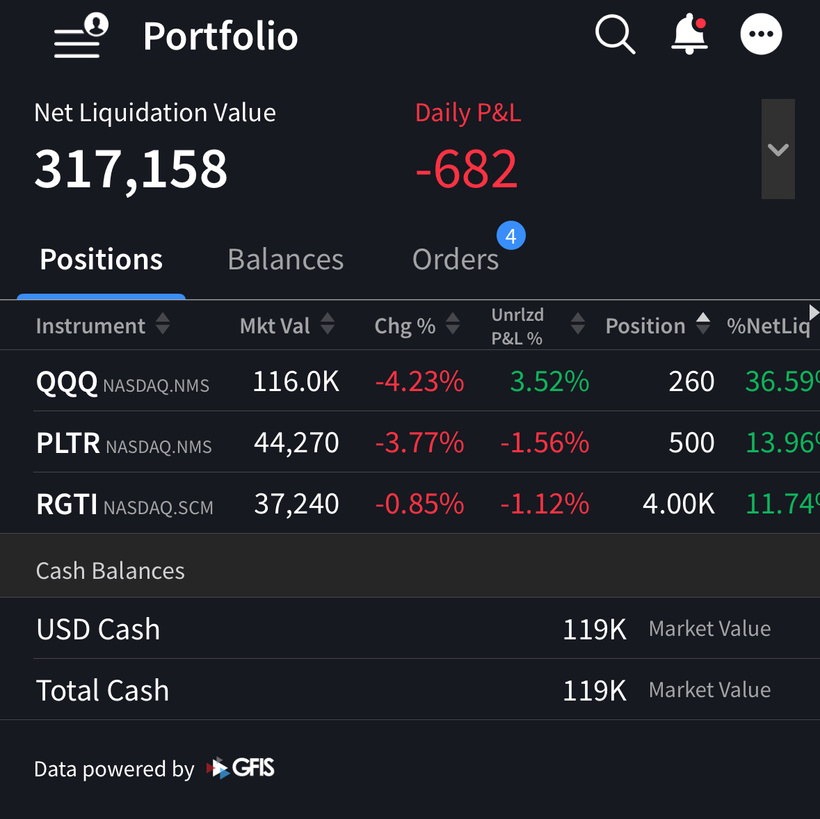 Portfolio
Net Liquidation Value Daily P&L
317,158 -682
Positions Balances Orders 4
Instrument Mkt Val Chg % Unrlzd P&L % Position %NetLiq
QQQ NASDAQ.NMS 116.0K -4.23% 3.52% 260 36.59%
PLTR NASDAQ.NMS 44,270 -3.77% -1.56% 500 13.96%
RGTI NASDAQ.SCM 37,240 -0.85% -1.12% 4.00K 11.74%
Cash Balances
USD Cash 119K Market Value
Total Cash 119K Market Value
Data powered by GFIS